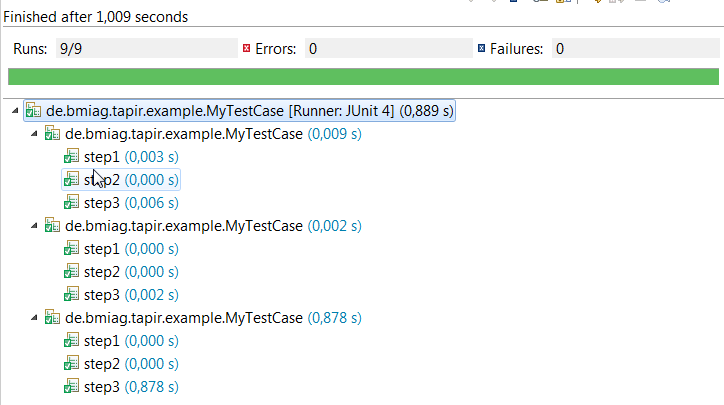 Finished after 1,009 seconds
Runs: 9/9 Errors: 0 Failures: 0
de.bmiag.tapir.example.MyTestCase [Runner: JUnit 4] (0,889 s)
de.bmiag.tapir.example.MyTestCase (0,009 s)
step1 (0,003 s)
step2 (0,000 s)
step3 (0,006 s)
de.bmiag.tapir.example.MyTestCase (0,002 s)
step1 (0,000 s)
step2 (0,000 s)
step3 (0,002 s)
de.bmiag.tapir.example.MyTestCase (0,878 s)
step1 (0,000 s)
step2 (0,000 s)
step3 (0,878 s)